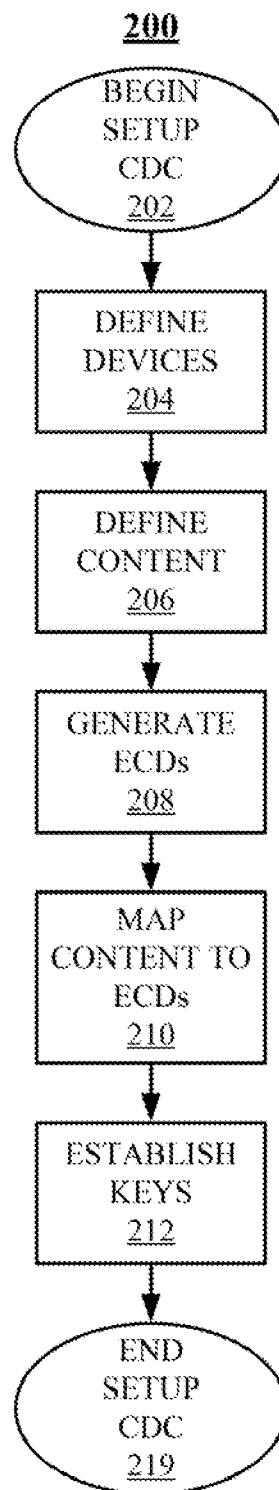 200
BEGIN
SETUP
CDC
202
DEFINE
DEVICES
204
DEFINE
CONTENT
206
GENERATE
ECDs
208
MAP
CONTENT TO
ECDs
210
ESTABLISH
KEYS
212
END
SETUP
CDC
219